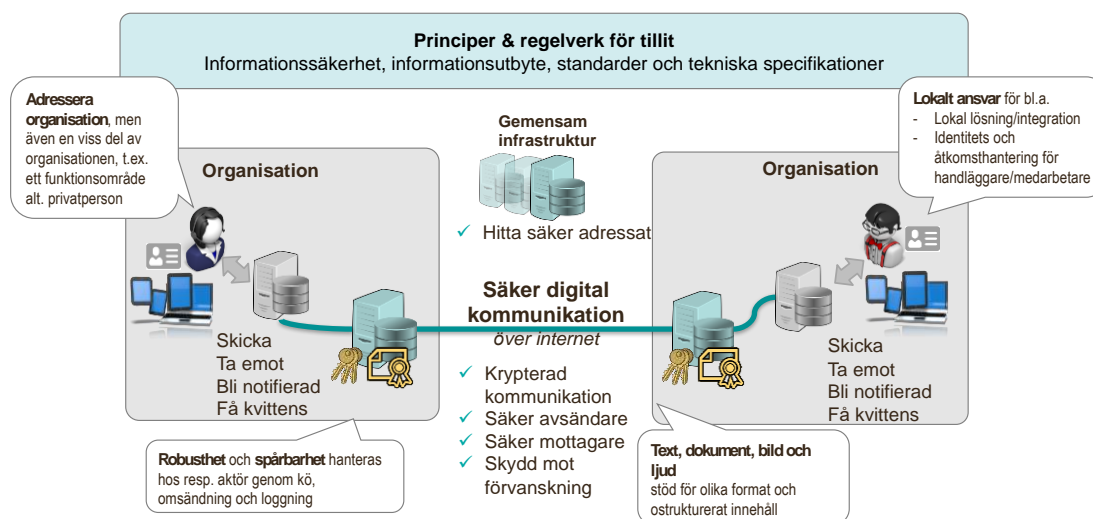 Principer & regelverk för tillit
Informationssäkerhet, informationsutbyte, standarder och tekniska specifikationer
Adressera
organisation, men
även en viss del av
organisationen, t.ex.
ett funktionsområde
alt. privatperson
Organisation
Skicka
Ta emot
Bli notifierad
Få kvittens
Robusthet och spårbarhet hanteras
hos resp. aktör genom kö,
omsändning och loggning
Gemensam
infrastruktur
✓ Hitta säker adressat
Säker digital
kommunikation
över internet
✓ Krypterad
kommunikation
✓ Säker avsändare
✓ Säker mottagare
✓ Skydd mot
förvanskning
Lokalt ansvar för bl.a.
- Lokal lösning/integration
- Identitets och
åtkomsthantering för
handläggare/medarbetare
Organisation
Skicka
Ta emot
Bli notifierad
Få kvittens
Text, dokument, bild och
ljud
stöd för olika format och
ostrukturerat innehåll